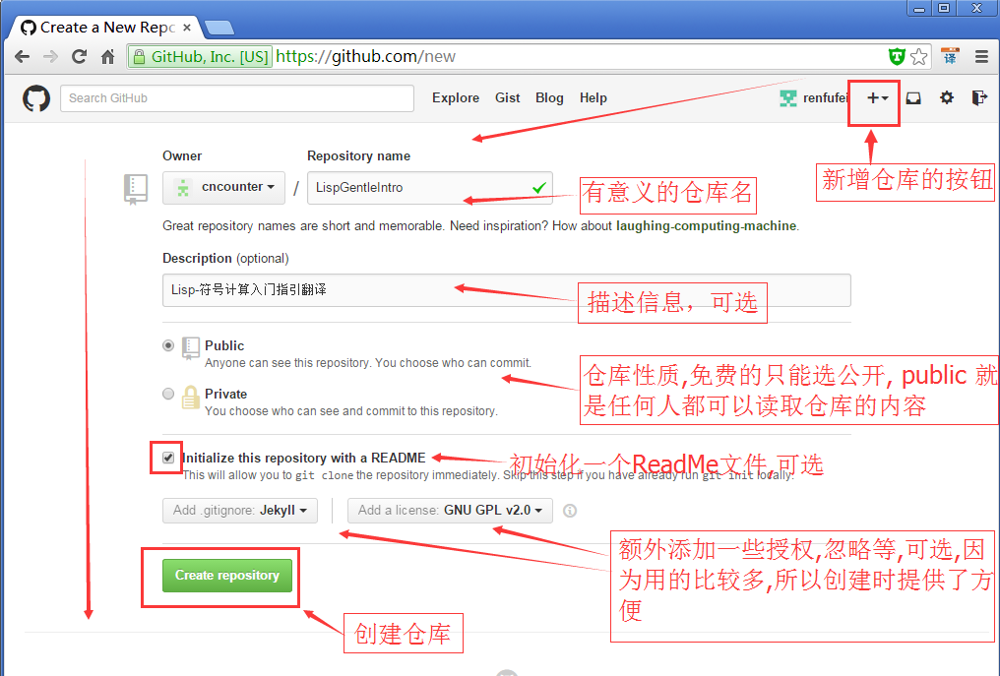 Create a New Repo
GitHub, Inc. [US] https://github.com/new
译
Search GitHub
Explore Gist Blog Help
renfufei
新增仓库的按钮
Owner
Repository name
cncounter / LispGentleIntro
有意义的仓库名
Great repository names are short and memorable. Need inspiration? How about laughing-computing-machine.
Description (optional)
Lisp-符号计算入门指引翻译
描述信息，可选
Public
Anyone can see this repository. You choose who can commit.
仓库性质,免费的只能选公开, public 就
是任何人都可以读取仓库的内容
Private
You choose who can see and commit to this repository.
Initialize this repository with a README
初始化一个ReadMe文件,可选
This will allow you to git clone the repository immediately. Skip this step if you have already run git init locally.
Add .gitignore: Jekyll
Add a license: GNU GPL v2.0
额外添加一些授权,忽略等,可选,因
为用的比较多,所以创建时提供了方
便
Create repository
创建仓库